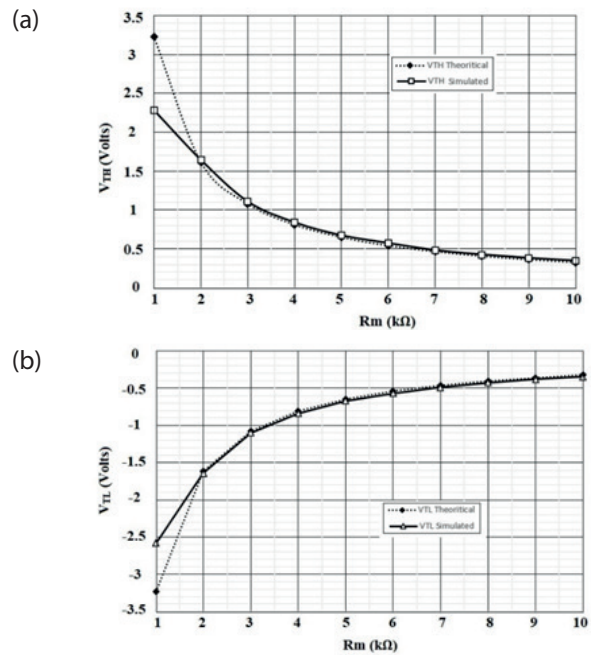 (a)
3.5
3
2.5
2
1.5
1
0.5
0
V_TH (Volts)
VTH Theoritical
VTH Simulated
1 2 3 4 5 6 7 8 9 10
Rm (kΩ)
(b)
0
-0.5
-1
-1.5
-2
-2.5
-3
-3.5
V_TL (Volts)
VTL Theoritical
VTL Simulated
1 2 3 4 5 6 7 8 9 10
Rm (kΩ)